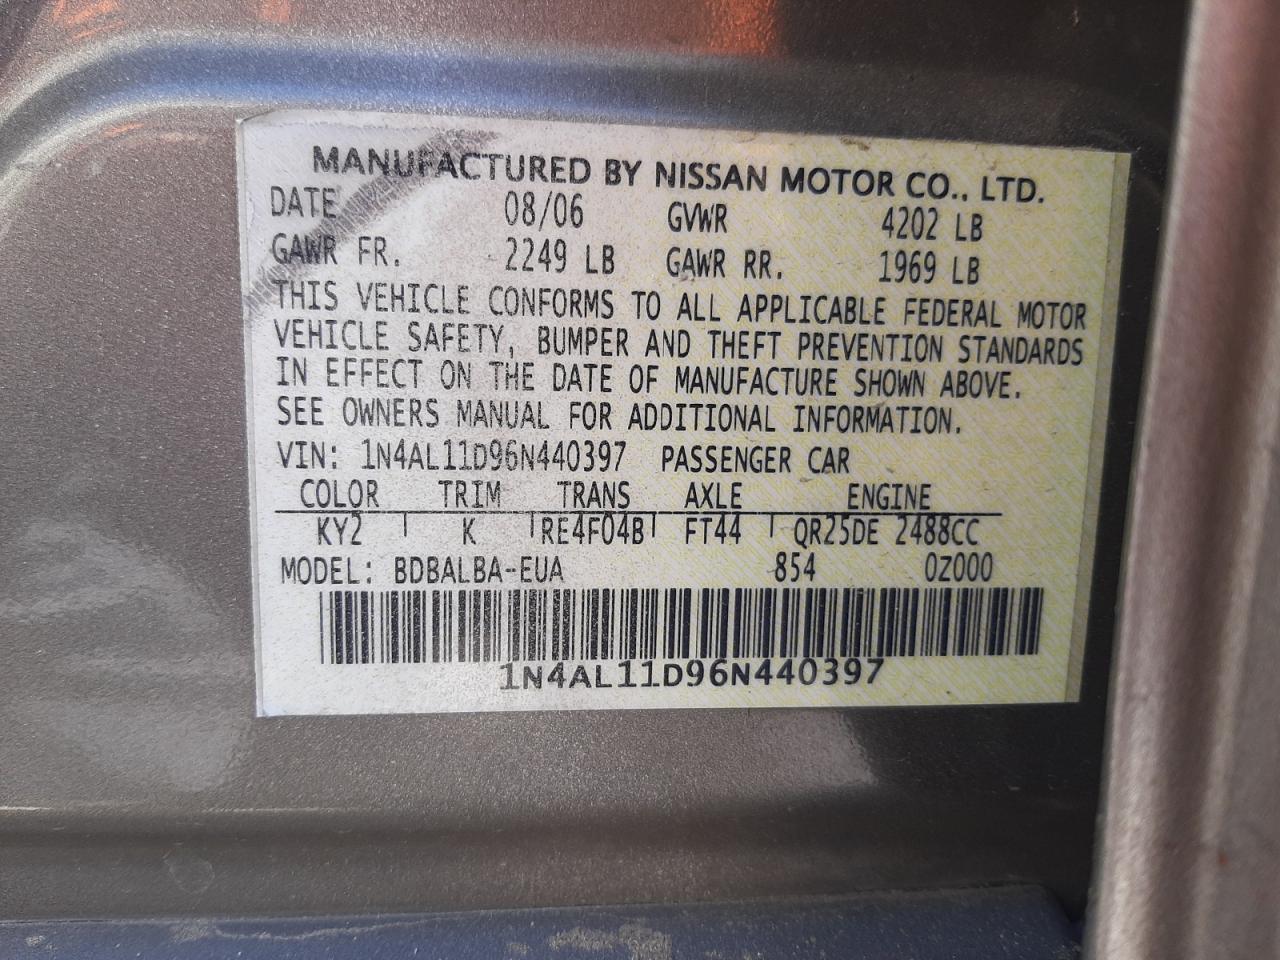 MANUFACTURED BY NISSAN MOTOR CO., LTD.
DATE 08/06 GVWR 4202 LB
GAWR FR. 2249 LB GAWR RR. 1969 LB
THIS VEHICLE CONFORMS TO ALL APPLICABLE FEDERAL MOTOR
VEHICLE SAFETY, BUMPER AND THEFT PREVENTION STANDARDS
IN EFFECT ON THE DATE OF MANUFACTURE SHOWN ABOVE.
SEE OWNERS MANUAL FOR ADDITIONAL INFORMATION.
VIN: 1N4AL11D96N440397 PASSENGER CAR
COLOR TRIM TRANS AXLE ENGINE
KY2 K RE4F04B FT44 QR25DE 2488CC
MODEL: BDBALBA-EUA 854 0Z000
1N4AL11D96N440397